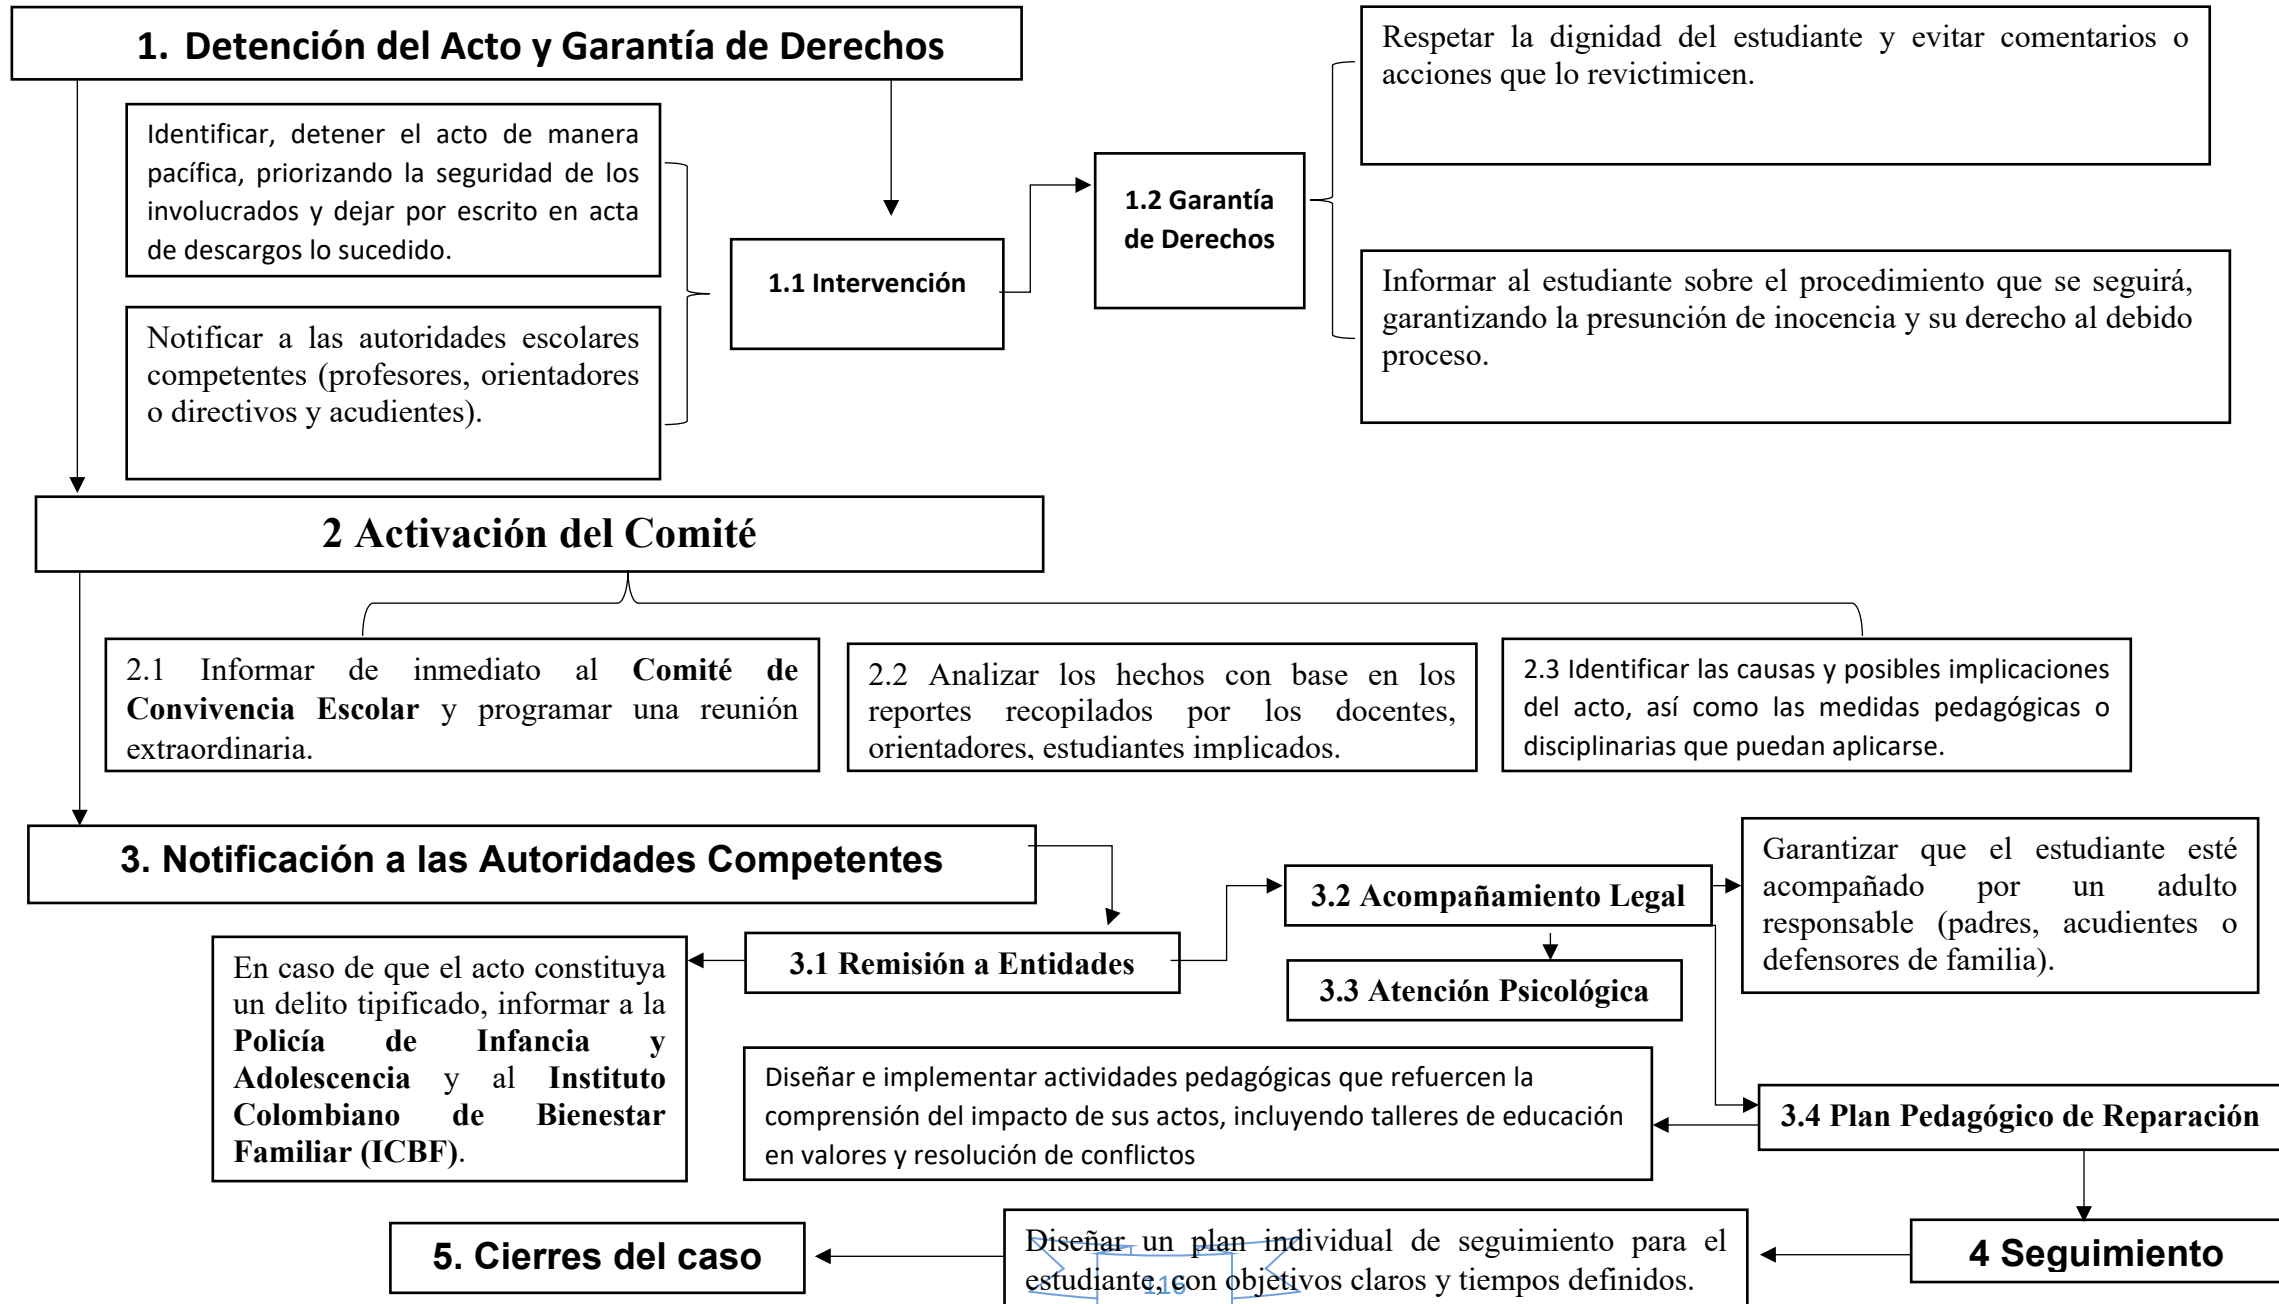 1. Detención del Acto y Garantía de Derechos
Respetar la dignidad del estudiante y evitar comentarios o
acciones que lo revictimicen.
Identificar, detener el acto de manera
pacífica, priorizando la seguridad de los
involucrados y dejar por escrito en acta
de descargos lo sucedido.
1.1 Intervención
1.2 Garantía
de Derechos
Informar al estudiante sobre el procedimiento que se seguirá,
garantizando la presunción de inocencia y su derecho al debido
proceso.
Notificar a las autoridades escolares
competentes (profesores, orientadores
o directivos y acudientes).
2 Activación del Comité
2.1 Informar de inmediato al Comité de
Convivencia Escolar y programar una reunión
extraordinaria.
2.2 Analizar los hechos con base en los
reportes recopilados por los docentes,
orientadores, estudiantes implicados.
2.3 Identificar las causas y posibles implicaciones
del acto, así como las medidas pedagógicas o
disciplinarias que puedan aplicarse.
3. Notificación a las Autoridades Competentes
3.1 Remisión a Entidades
En caso de que el acto constituya
un delito tipificado, informar a la
Policía de Infancia y
Adolescencia y al Instituto
Colombiano de Bienestar
Familiar (ICBF).
3.2 Acompañamiento Legal
Garantizar que el estudiante esté
acompañado por un adulto
responsable (padres, acudientes o
defensores de familia).
3.3 Atención Psicológica
3.4 Plan Pedagógico de Reparación
Diseñar e implementar actividades pedagógicas que refuercen la
comprensión del impacto de sus actos, incluyendo talleres de educación
en valores y resolución de conflictos
4 Seguimiento
Diseñar un plan individual de seguimiento para el
estudiante, con objetivos claros y tiempos definidos.
5. Cierres del caso
116